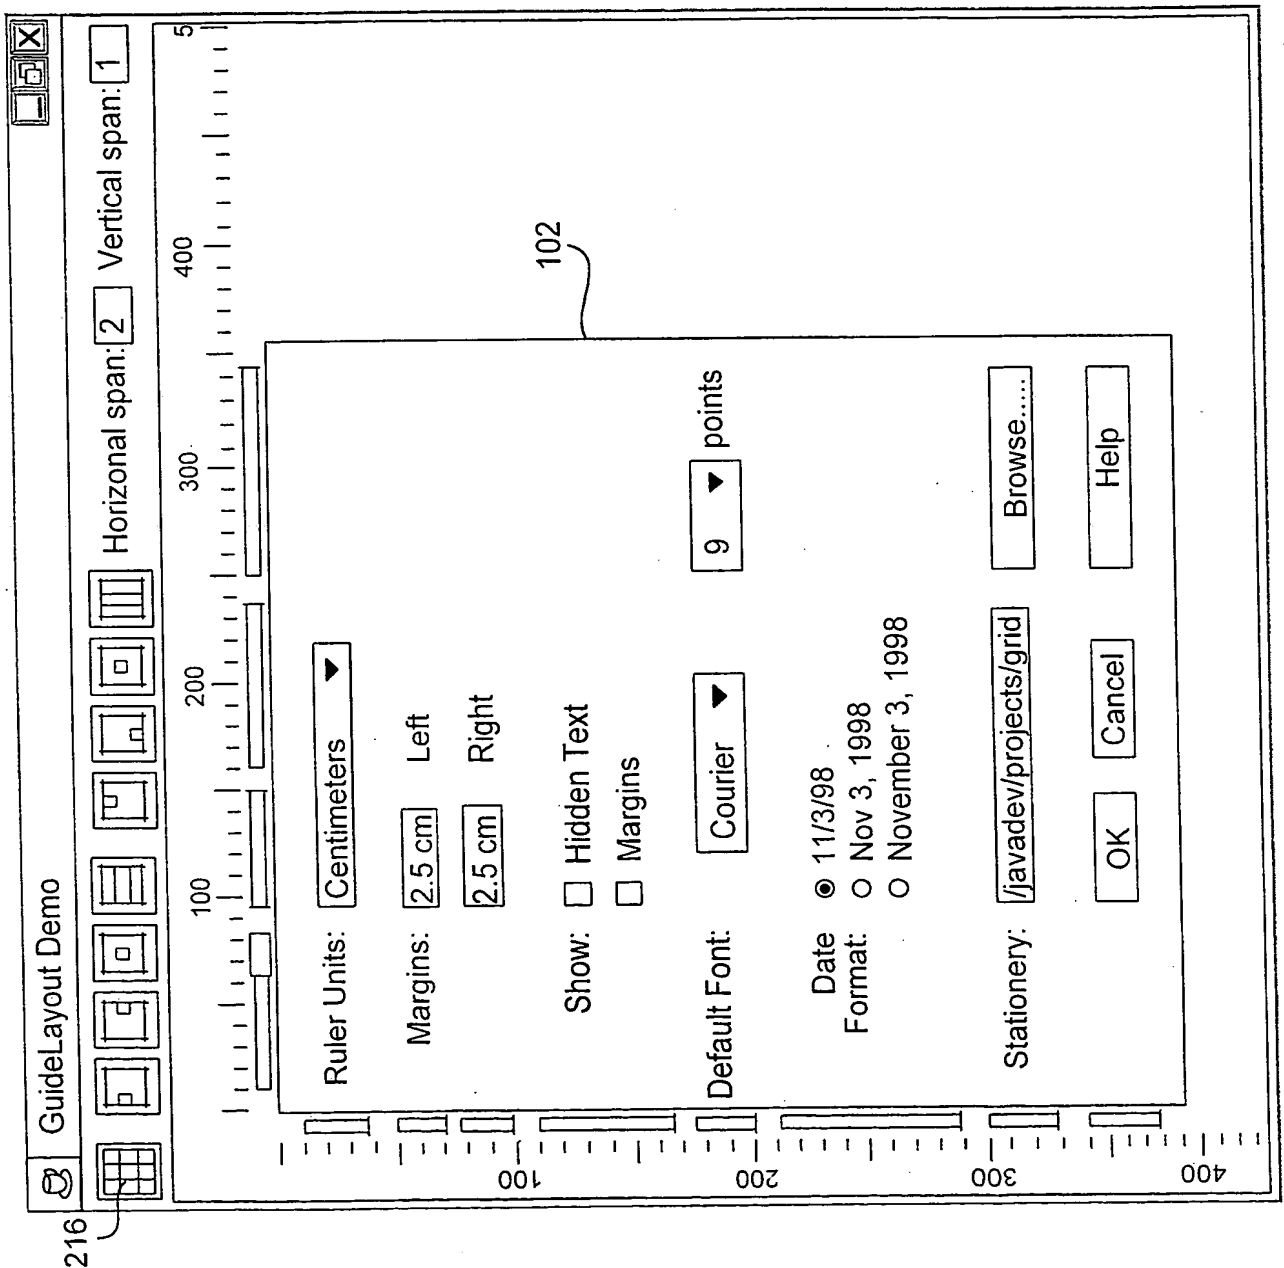 GuideLayout Demo
216
Horizonal span: 2 Vertical span: 1
100 200 300 400 5
102
Ruler Units: Centimeters
Margins: 2.5 cm Left
2.5 cm Right
Show: Hidden Text
Margins
Default Font: Courier 9 points
Date 11/3/98
Format: Nov 3, 1998
November 3, 1998
Stationery: /javadev/projects/grid Browse.....
OK Cancel Help
100
200
300
400